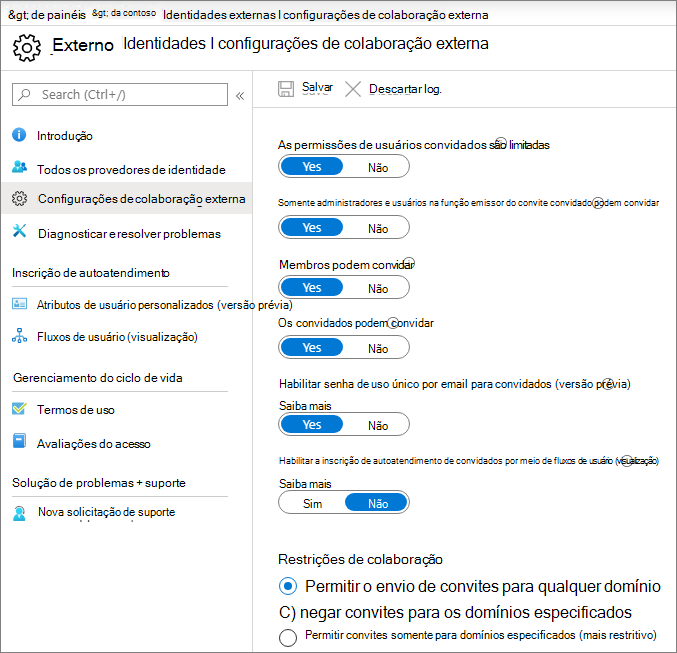 &gt; de painéis &gt; da contoso Identidades externas I configurações de colaboração externa
Externo Identidades I configurações de colaboração externa
Search (Ctrl+/)
«
Salvar
Descartar log.
Introdução
Todos os provedores de identidade
Configurações de colaboração externa
Diagnosticar e resolver problemas
Inscrição de autoatendimento
Atributos de usuário personalizados (versão prévia)
Fluxos de usuário (visualização)
Gerenciamento do ciclo de vida
Termos de uso
Avaliações do acesso
Solução de problemas + suporte
Nova solicitação de suporte
As permissões de usuários convidados são limitadas
Yes Não
Somente administradores e usuários na função emissor do convite convidado podem convidar
Yes Não
Membros podem convidar
Yes Não
Os convidados podem convidar
Yes Não
Habilitar senha de uso único por email para convidados (versão prévia)
Saiba mais
Yes Não
Habilitar a inscrição de autoatendimento de convidados por meio de fluxos de usuário (visualização)
Saiba mais
Sim Não
Restrições de colaboração
Permitir o envio de convites para qualquer domínio
C) negar convites para os domínios especificados
Permitir convites somente para domínios especificados (mais restritivo)